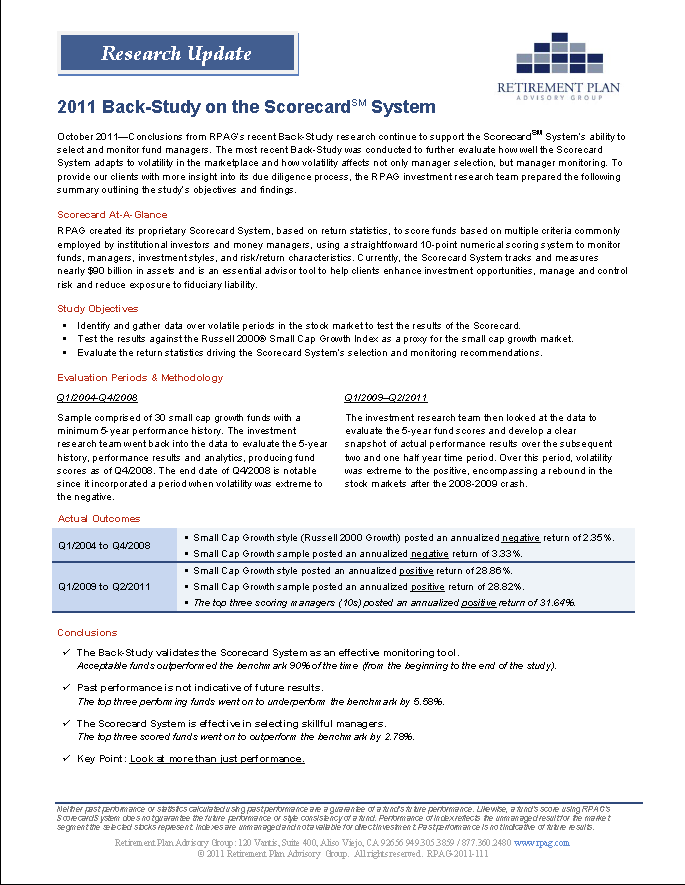 Research Update
RETIREMENT PLAN
ADVISORY GROUP
2011 Back-Study on the Scorecard℠ System
October 2011—Conclusions from RPAG's recent Back-Study research continue to support the Scorecard℠ System's ability to
select and monitor fund managers. The most recent Back-Study was conducted to further evaluate how well the Scorecard
System adapts to volatility in the marketplace and how volatility affects not only manager selection, but manager monitoring. To
provide our clients with more insight into its due diligence process, the RPAG investment research team prepared the following
summary outlining the study's objectives and findings.
Scorecard At-A-Glance
RPAG created its proprietary Scorecard System, based on return statistics, to score funds based on multiple criteria commonly
employed by institutional investors and money managers, using a straightforward 10-point numerical scoring system to monitor
funds, managers, investment styles, and risk/return characteristics. Currently, the Scorecard System tracks and measures
nearly $90 billion in assets and is an essential advisor tool to help clients enhance investment opportunities, manage and control
risk and reduce exposure to fiduciary liability.
Study Objectives
▪ Identify and gather data over volatile periods in the stock market to test the results of the Scorecard.
▪ Test the results against the Russell 2000® Small Cap Growth Index as a proxy for the small cap growth market.
▪ Evaluate the return statistics driving the Scorecard System's selection and monitoring recommendations.
Evaluation Periods & Methodology
Q1/2004-Q4/2008
Sample comprised of 30 small cap growth funds with a
minimum 5-year performance history. The investment
research team went back into the data to evaluate the 5-year
history, performance results and analytics, producing fund
scores as of Q4/2008. The end date of Q4/2008 is notable
since it incorporated a period when volatility was extreme to
the negative.
Q1/2009–Q2/2011
The investment research team then looked at the data to
evaluate the 5-year fund scores and develop a clear
snapshot of actual performance results over the subsequent
two and one half year time period. Over this period, volatility
was extreme to the positive, encompassing a rebound in the
stock markets after the 2008-2009 crash.
Actual Outcomes
Q1/2004 to Q4/2008
▪ Small Cap Growth style (Russell 2000 Growth) posted an annualized negative return of 2.35%.
▪ Small Cap Growth sample posted an annualized negative return of 3.33%.
Q1/2009 to Q2/2011
▪ Small Cap Growth style posted an annualized positive return of 28.86%.
▪ Small Cap Growth sample posted an annualized positive return of 28.82%.
▪ The top three scoring managers (10s) posted an annualized positive return of 31.64%.
Conclusions
✓ The Back-Study validates the Scorecard System as an effective monitoring tool.
Acceptable funds outperformed the benchmark 90% of the time (from the beginning to the end of the study).
✓ Past performance is not indicative of future results.
The top three performing funds went on to underperform the benchmark by 5.58%.
✓ The Scorecard System is effective in selecting skillful managers.
The top three scored funds went on to outperform the benchmark by 2.78%.
✓ Key Point: Look at more than just performance.
Neither past performance or statistics calculated using past performance are a guarantee of a fund's future performance. Likewise, a fund's score using RPAG's
Scorecard System does not guarantee the future performance or style consistency of a fund. Performance of Index reflects the unmanaged result for the market
segment the selected stocks represent. Indexes are unmanaged and not available for direct investment. Past performance is not indicative of future results.
Retirement Plan Advisory Group: 120 Vantis, Suite 400, Aliso Viejo, CA 92656 949.305.3859 / 877.360.2480 www.rpag.com
© 2011 Retirement Plan Advisory Group. All rights reserved. RPAG-2011-111